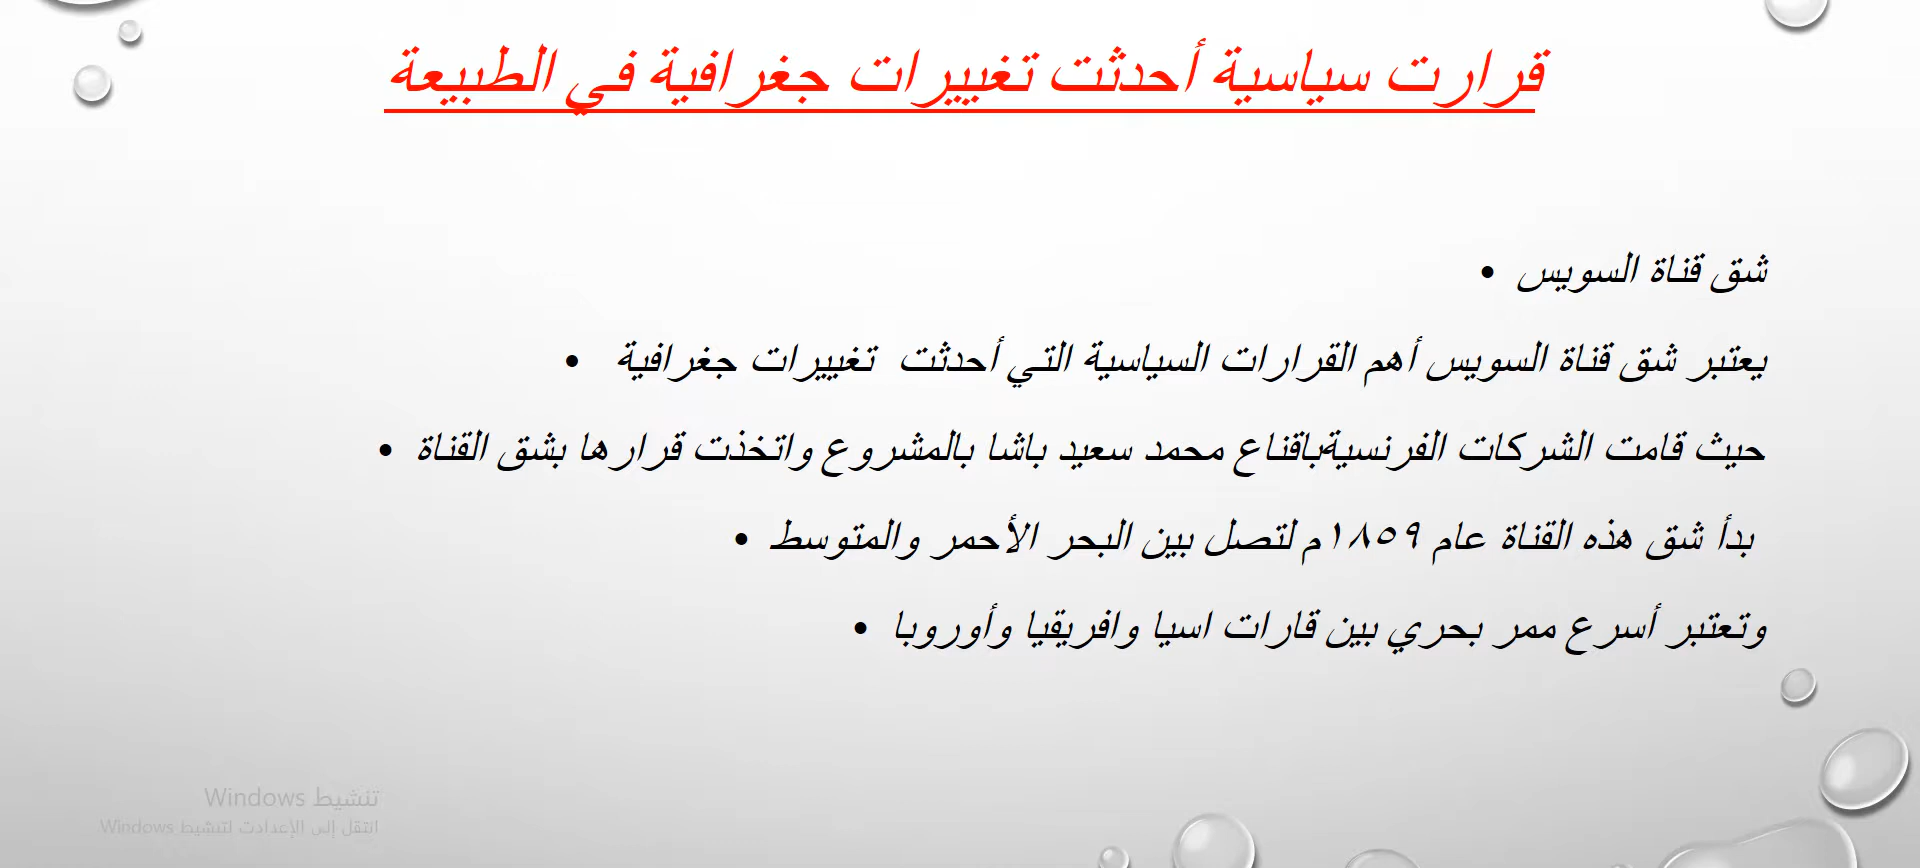 قرارت سياسية أحدثت تغييرات جغرافية في الطبيعة
شق قناة السويس •
يعتبر شق قناة السويس أهم القرارات السياسية التي أحدثت تغييرات جغرافية •
حيث قامت الشركات الفرنسيةباقناع محمد سعيد باشا بالمشروع واتخذت قرارها بشق القناة •
بدأ شق هذه القناة عام ١٨٥٩م لتصل بين البحر الأحمر والمتوسط •
وتعتبر أسرع ممر بحري بين قارات اسيا وافريقيا وأوروبا •
تنشيط Windows
انتقل إلى الإعدادت لتنشيط Windows